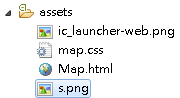 assets
ic_launcher-web.png
map.css
Map.html
s.png